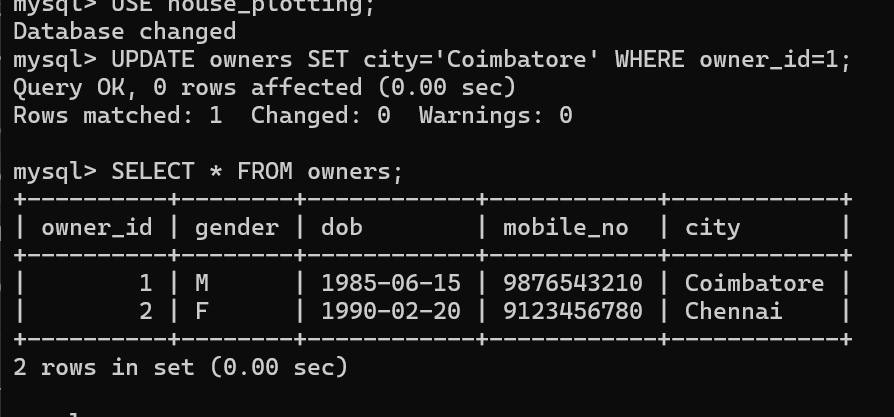 mysql> USE house_plotting;
Database changed
mysql> UPDATE owners SET city='Coimbatore' WHERE owner_id=1;
Query OK, 0 rows affected (0.00 sec)
Rows matched: 1  Changed: 0  Warnings: 0
mysql> SELECT * FROM owners;
+----------+--------+------------+------------+------------+
| owner_id | gender | dob        | mobile_no  | city       |
+----------+--------+------------+------------+------------+
|        1 | M      | 1985-06-15 | 9876543210 | Coimbatore |
|        2 | F      | 1990-02-20 | 9123456780 | Chennai    |
+----------+--------+------------+------------+------------+
2 rows in set (0.00 sec)